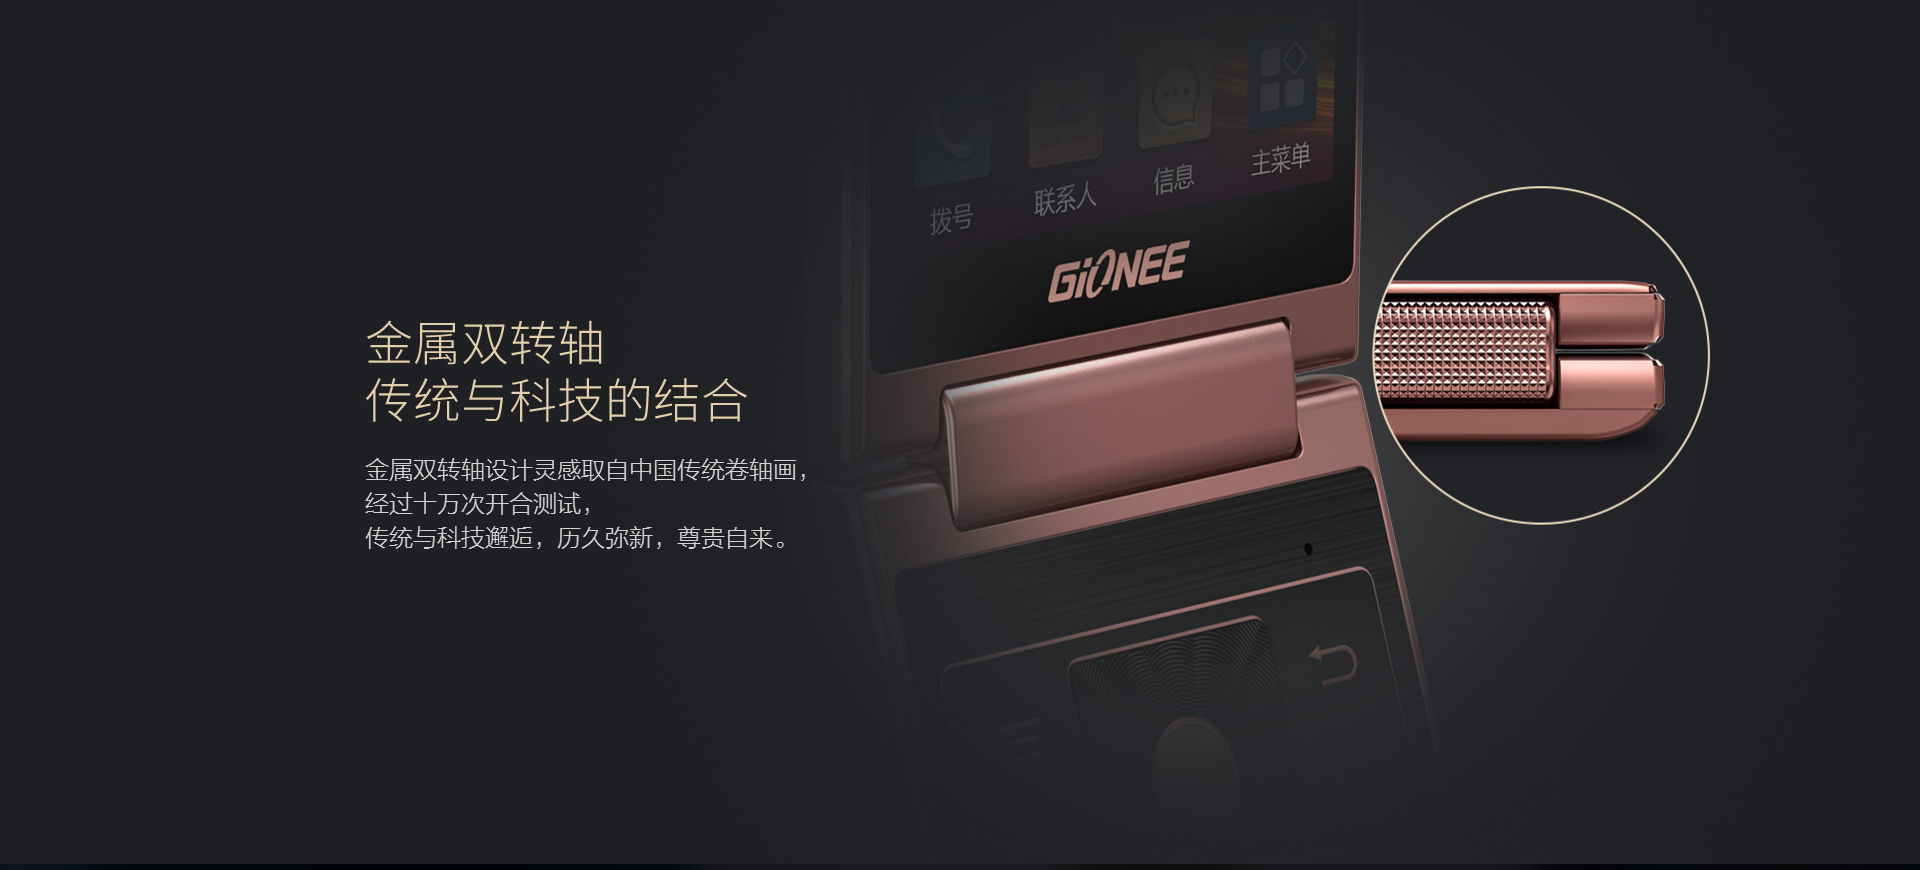 拨号
联系人
信息
主菜单
GIONEE
金属双转轴
传统与科技的结合
金属双转轴设计灵感取自中国传统卷轴画，
经过十万次开合测试，
传统与科技邂逅，历久弥新，尊贵自来。